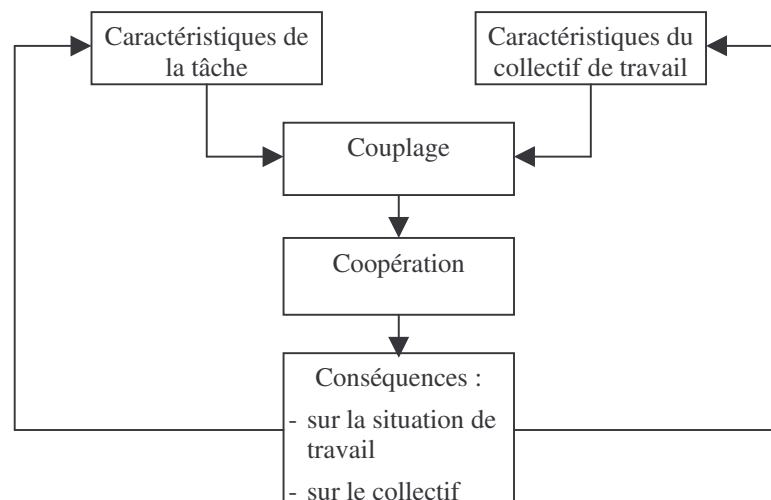 Caractéristiques de
la tâche
Caractéristiques du
collectif de travail
Couplage
Coopération
Conséquences :
- sur la situation de
travail
- sur le collectif